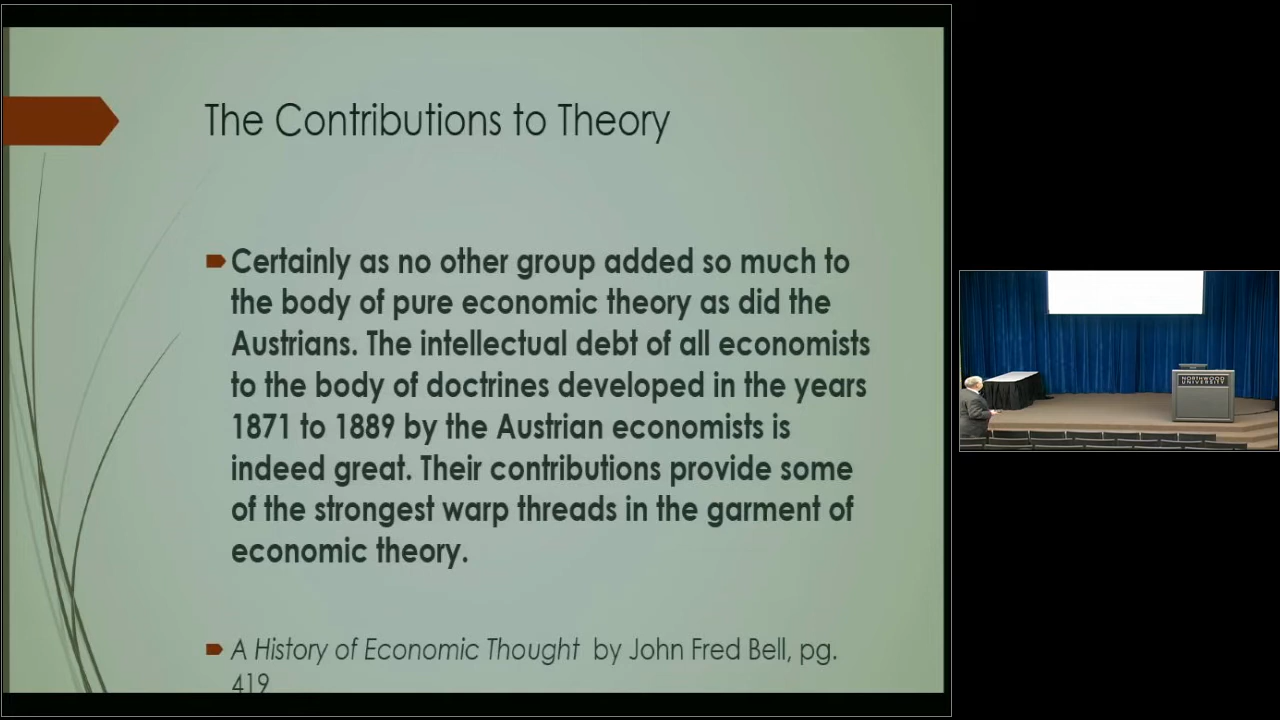 The Contributions to Theory
Certainly as no other group added so much to
the body of pure economic theory as did the
Austrians. The intellectual debt of all economists
to the body of doctrines developed in the years
1871 to 1889 by the Austrian economists is
indeed great. Their contributions provide some
of the strongest warp threads in the garment of
economic theory.
A History of Economic Thought by John Fred Bell, pg.
419
NORTHWOOD
UNIVERSITY